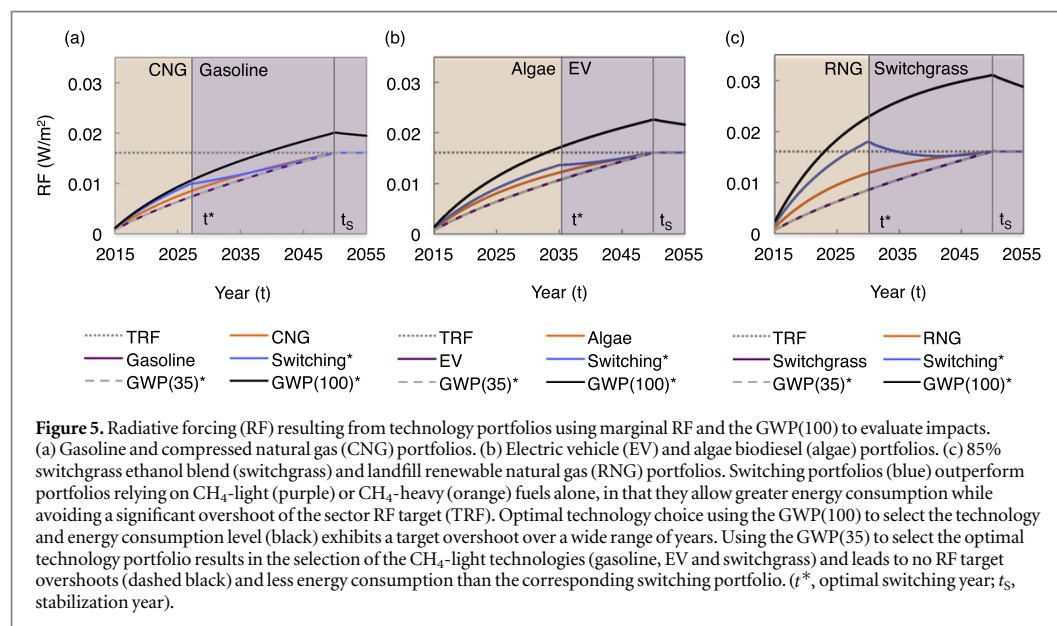 (a)
(b)
(c)
CNG Gasoline
Algae EV
RNG Switchgrass
RF (W/m²)
0.03
0.02
0.01
0
t*
tS
2015 2025 2035 2045 2055
Year (t)
0.03
0.02
0.01
0
t*
tS
2015 2025 2035 2045 2055
Year (t)
0.03
0.02
0.01
0
t*
tS
2015 2025 2035 2045 2055
Year (t)
TRF CNG
Gasoline Switching*
GWP(35)* GWP(100)*
TRF Algae
EV Switching*
GWP(35)* GWP(100)*
TRF RNG
Switchgrass Switching*
GWP(35)* GWP(100)*
Figure 5. Radiative forcing (RF) resulting from technology portfolios using marginal RF and the GWP(100) to evaluate impacts.
(a) Gasoline and compressed natural gas (CNG) portfolios. (b) Electric vehicle (EV) and algae biodiesel (algae) portfolios. (c) 85%
switchgrass ethanol blend (switchgrass) and landfill renewable natural gas (RNG) portfolios. Switching portfolios (blue) outperform
portfolios relying on CH₄-light (purple) or CH₄-heavy (orange) fuels alone, in that they allow greater energy consumption while
avoiding a significant overshoot of the sector RF target (TRF). Optimal technology choice using the GWP(100) to select the technology
and energy consumption level (black) exhibits a target overshoot over a wide range of years. Using the GWP(35) to select the optimal
technology portfolio results in the selection of the CH₄-light technologies (gasoline, EV and switchgrass) and leads to no RF target
overshoots (dashed black) and less energy consumption than the corresponding switching portfolio. (t*, optimal switching year; tS,
stabilization year).